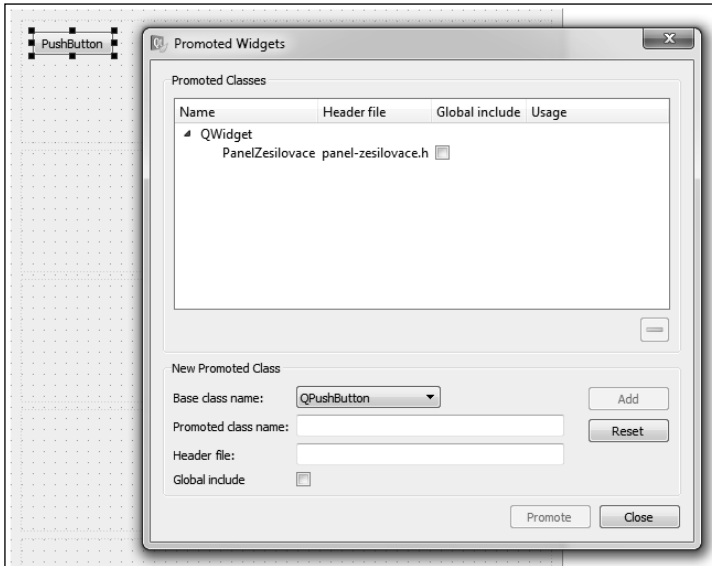 PushButton
Promoted Widgets
Promoted Classes
Name Header file Global include Usage
QWidget
PanelZesilovace panel-zesilovace.h
New Promoted Class
Base class name: QPushButton
Add
Promoted class name:
Reset
Header file:
Global include
Promote Close